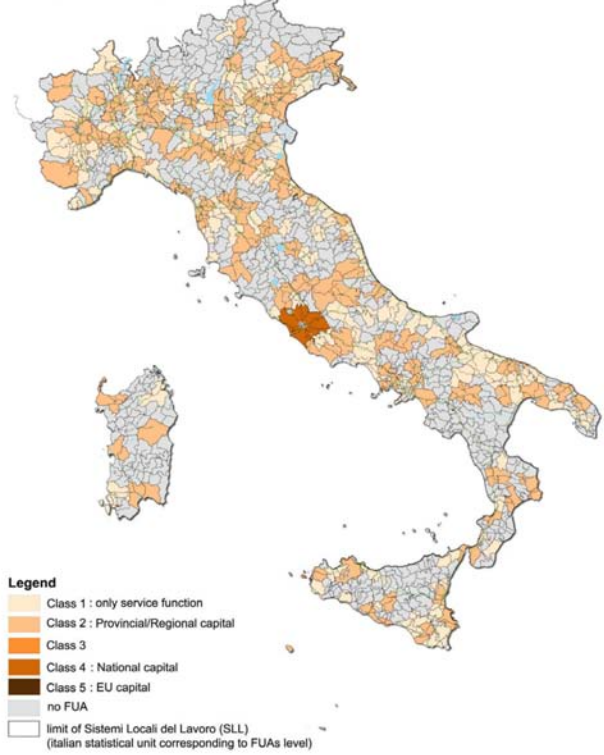 Legend
Class 1 : only service function
Class 2 : Provincial/Regional capital
Class 3
Class 4 : National capital
Class 5 : EU capital
no FUA
limit of Sistemi Locali del Lavoro (SLL)
(italian statistical unit corresponding to FUAs level)